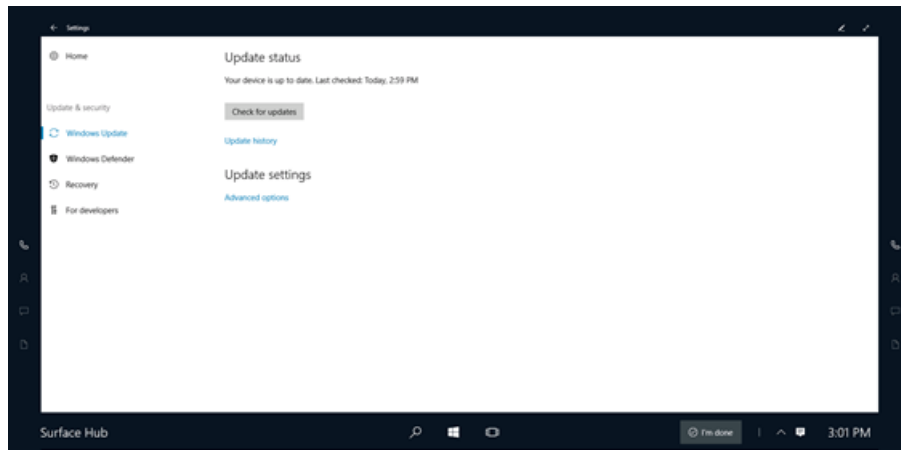 Settings
Home
Update & security
Windows Update
Windows Defender
Recovery
For developers
Update status
Your device is up to date. Last checked: Today, 2:59 PM
Check for updates
Update history
Update settings
Advanced options
Surface Hub
I'm done
3:01 PM